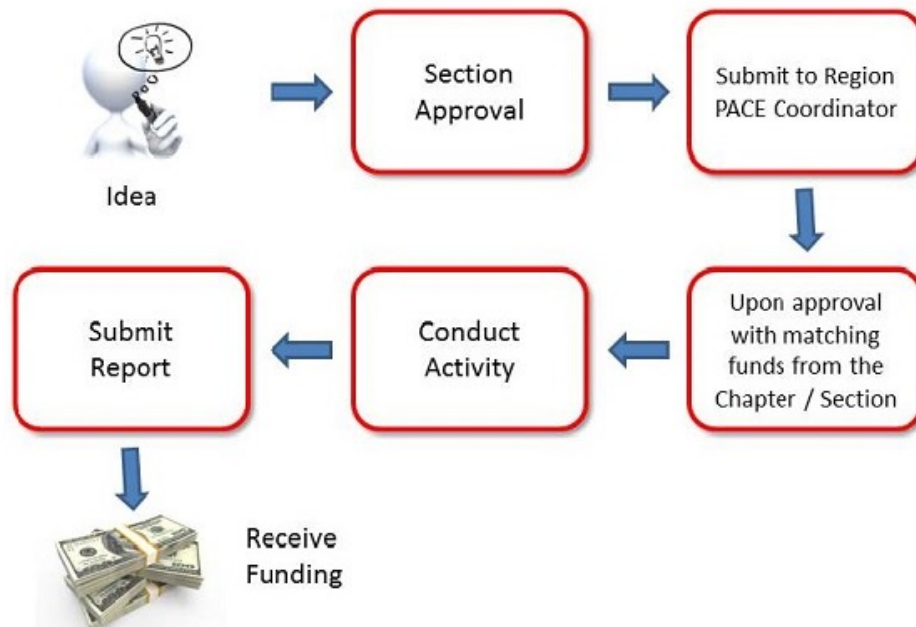 Idea
Section
Approval
Submit to Region
PACE Coordinator
Upon approval
with matching
funds from the
Chapter / Section
Conduct
Activity
Submit
Report
Receive
Funding